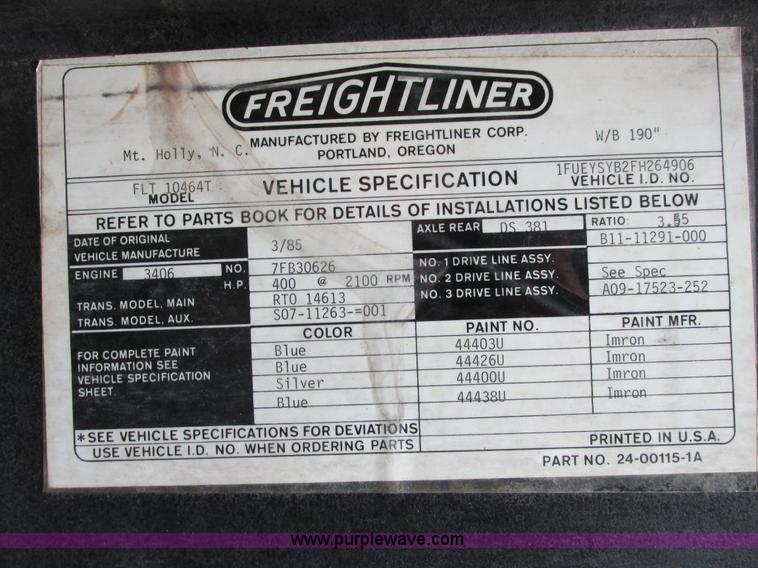 FREIGHTLINER
MANUFACTURED BY FREIGHTLINER CORP.
Mt. Holly, N. C. PORTLAND, OREGON W/B 190"
FLT 10464T 1FUEYSYB2FH264906
MODEL VEHICLE SPECIFICATION VEHICLE I.D. NO.
REFER TO PARTS BOOK FOR DETAILS OF INSTALLATIONS LISTED BELOW
DATE OF ORIGINAL VEHICLE MANUFACTURE 3/85
ENGINE 3406 NO. 7FB30626
H.P. 400 @ 2100 RPM
TRANS. MODEL, MAIN RTO 14613
TRANS. MODEL, AUX. S07-11263-=001
AXLE REAR DS 381 RATIO: 3.55
B11-11291-000
NO. 1 DRIVE LINE ASSY.
NO. 2 DRIVE LINE ASSY. See Spec
NO. 3 DRIVE LINE ASSY. A09-17523-252
COLOR PAINT NO. PAINT MFR.
FOR COMPLETE PAINT
INFORMATION SEE
VEHICLE SPECIFICATION
SHEET.
Blue 44403U Imron
Blue 44426U Imron
Silver 44400U Imron
Blue 44438U Imron
*SEE VEHICLE SPECIFICATIONS FOR DEVIATIONS
USE VEHICLE I.D. NO. WHEN ORDERING PARTS
PRINTED IN U.S.A.
PART NO. 24-00115-1A
www.purplewave.com